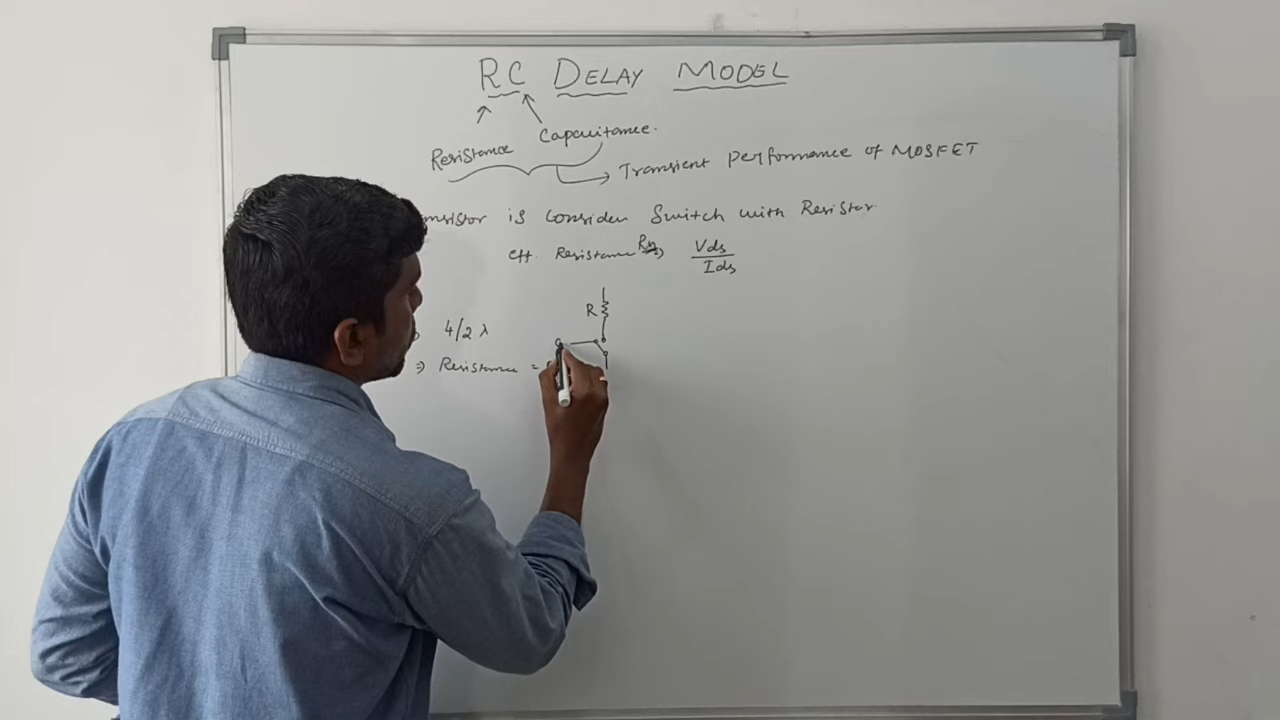 RC DELAY MODEL
Capacitance.
Resistance
Transient performance of MOSFET
is Consider Switch with Resistor.
eff. Resistance Rn ⇒ Vds
Ids
R
4/2 λ
G
⇒ Resistance =